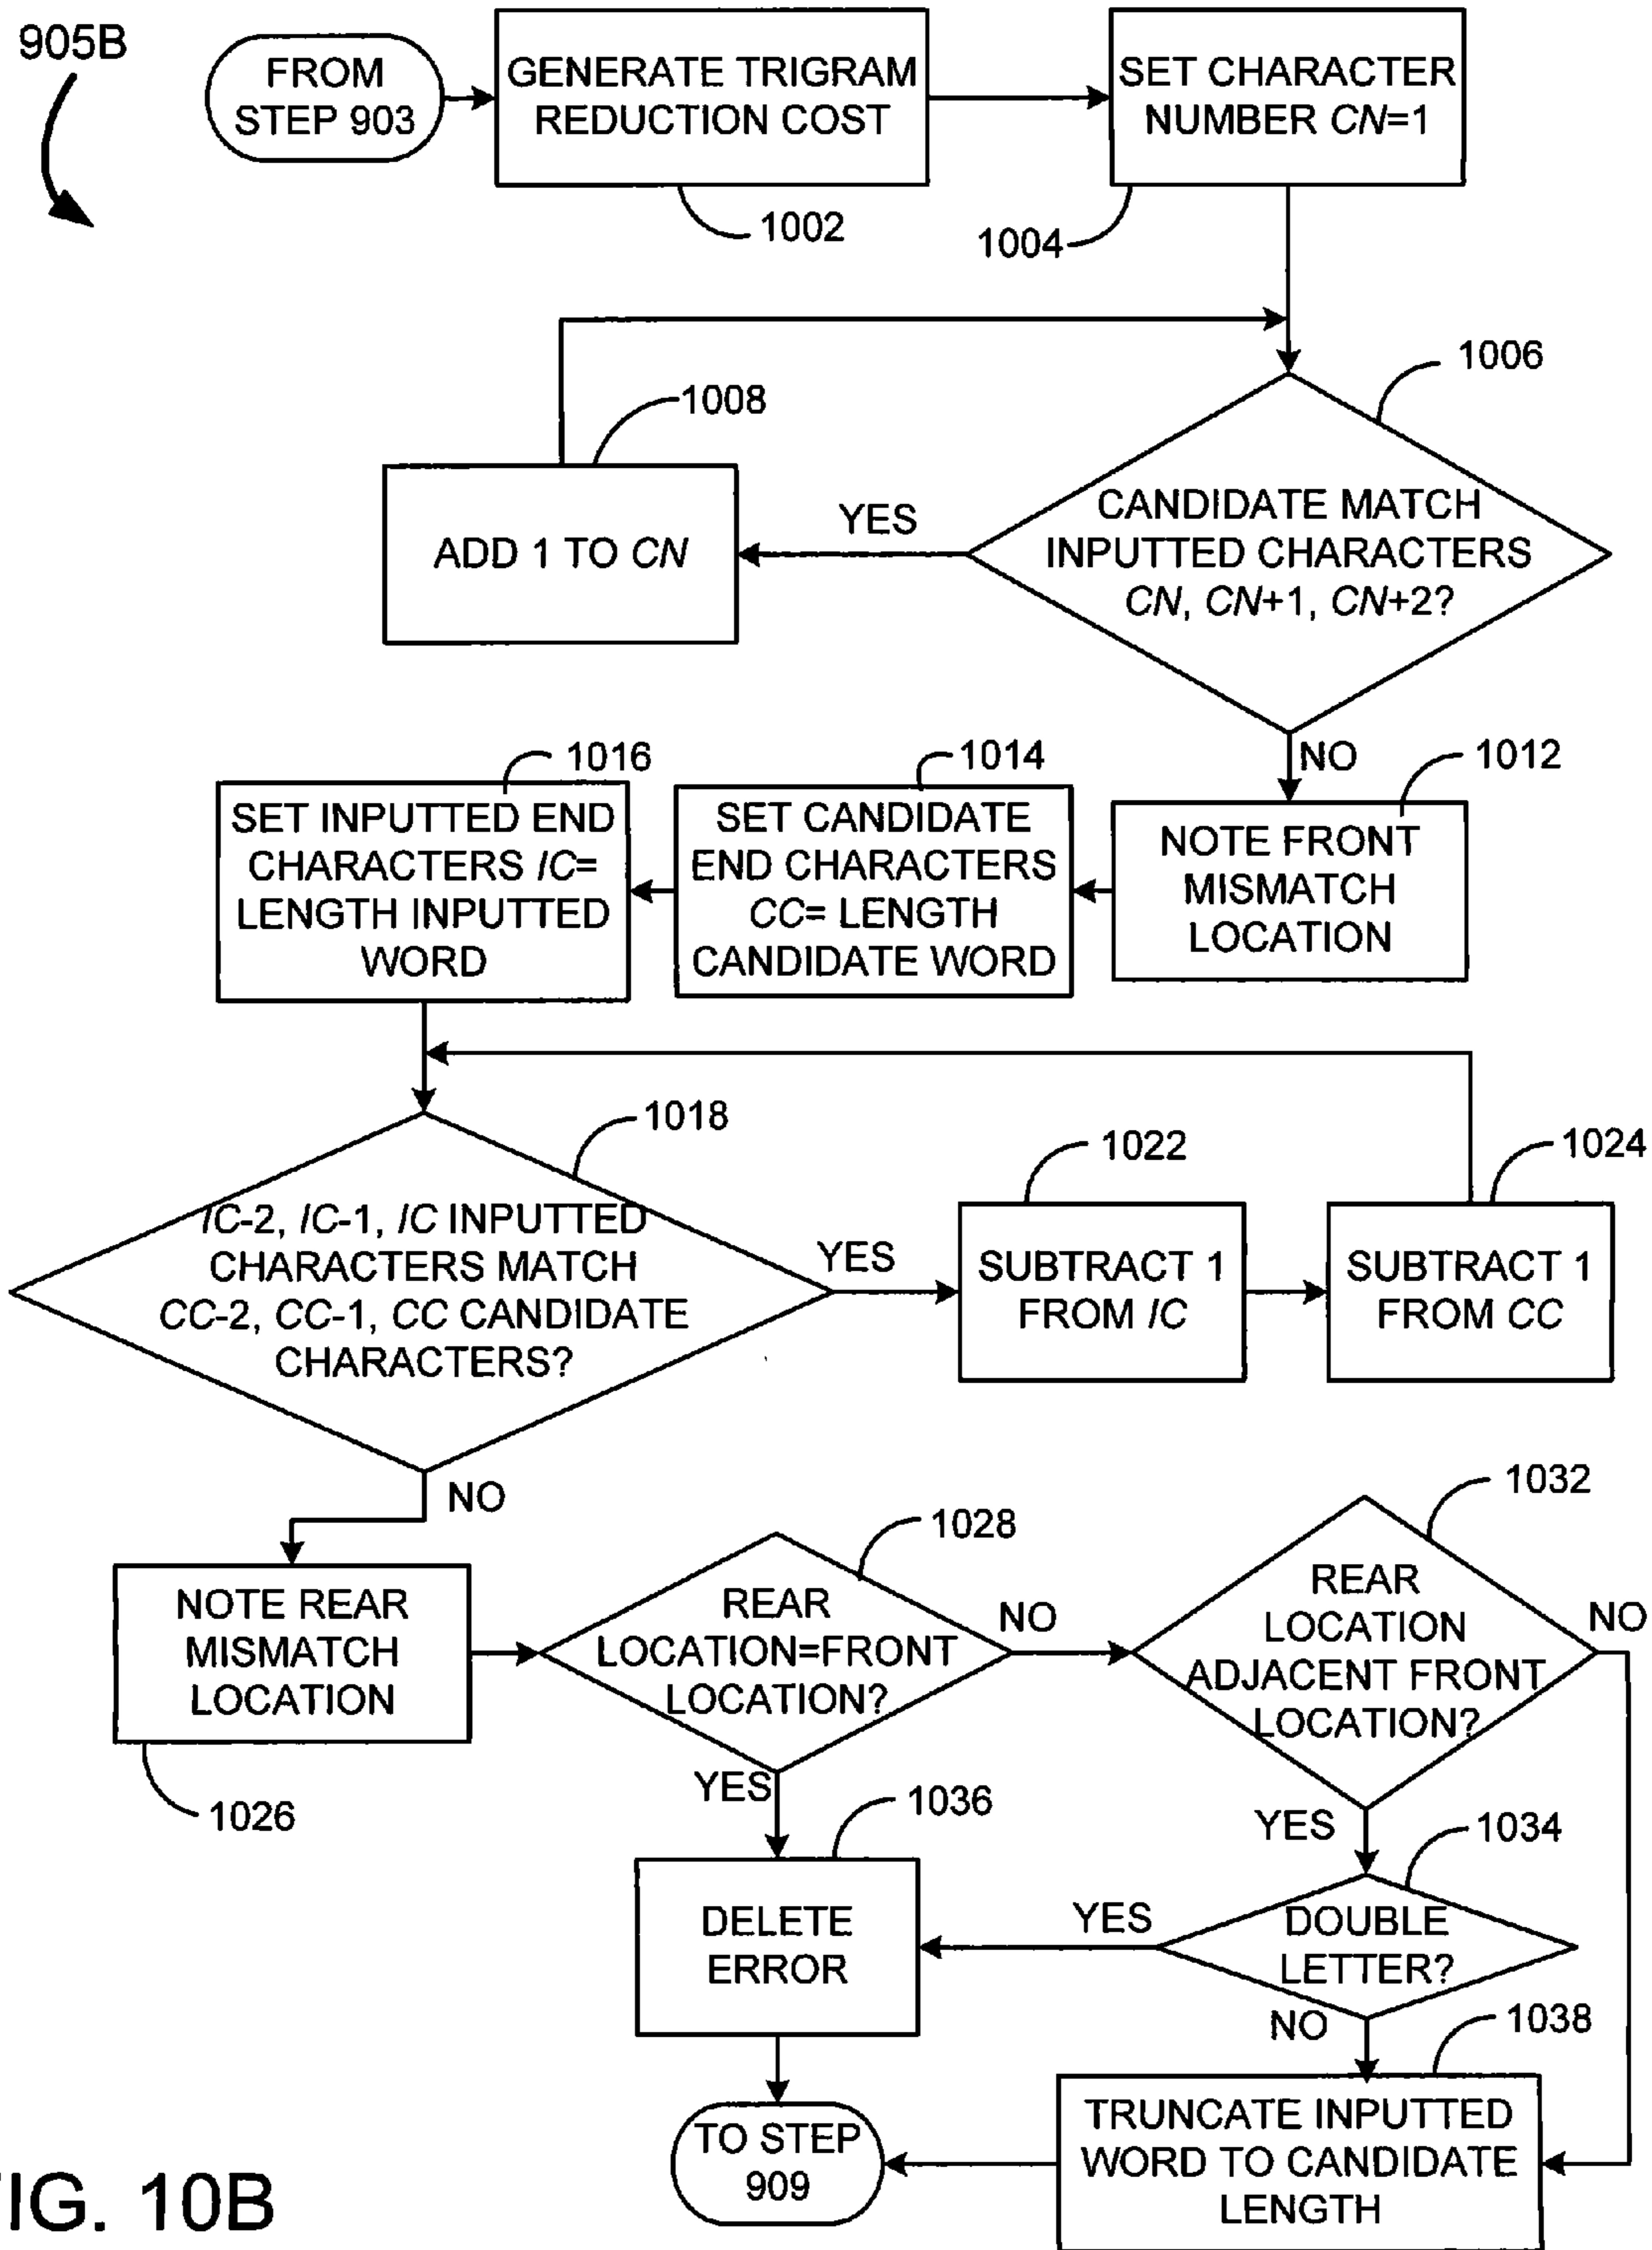 905B
FROM
STEP 903
GENERATE TRIGRAM
REDUCTION COST
SET CHARACTER
NUMBER CN=1
1002
1004
1006
1008
CANDIDATE MATCH
INPUTTED CHARACTERS
CN, CN+1, CN+2?
YES
ADD 1 TO CN
NO
1012
1014
1016
NOTE FRONT
MISMATCH
LOCATION
SET CANDIDATE
END CHARACTERS
CC= LENGTH
CANDIDATE WORD
SET INPUTTED END
CHARACTERS IC=
LENGTH INPUTTED
WORD
1018
1022
1024
IC-2, IC-1, IC INPUTTED
CHARACTERS MATCH
CC-2, CC-1, CC CANDIDATE
CHARACTERS?
YES
SUBTRACT 1
FROM IC
SUBTRACT 1
FROM CC
NO
1028
1032
NOTE REAR
MISMATCH
LOCATION
1026
REAR
LOCATION=FRONT
LOCATION?
NO
REAR
LOCATION
ADJACENT FRONT
LOCATION?
NO
YES
1036
YES
1034
DELETE
ERROR
YES
DOUBLE
LETTER?
NO
1038
TO STEP
909
TRUNCATE INPUTTED
WORD TO CANDIDATE
LENGTH
IG. 10B